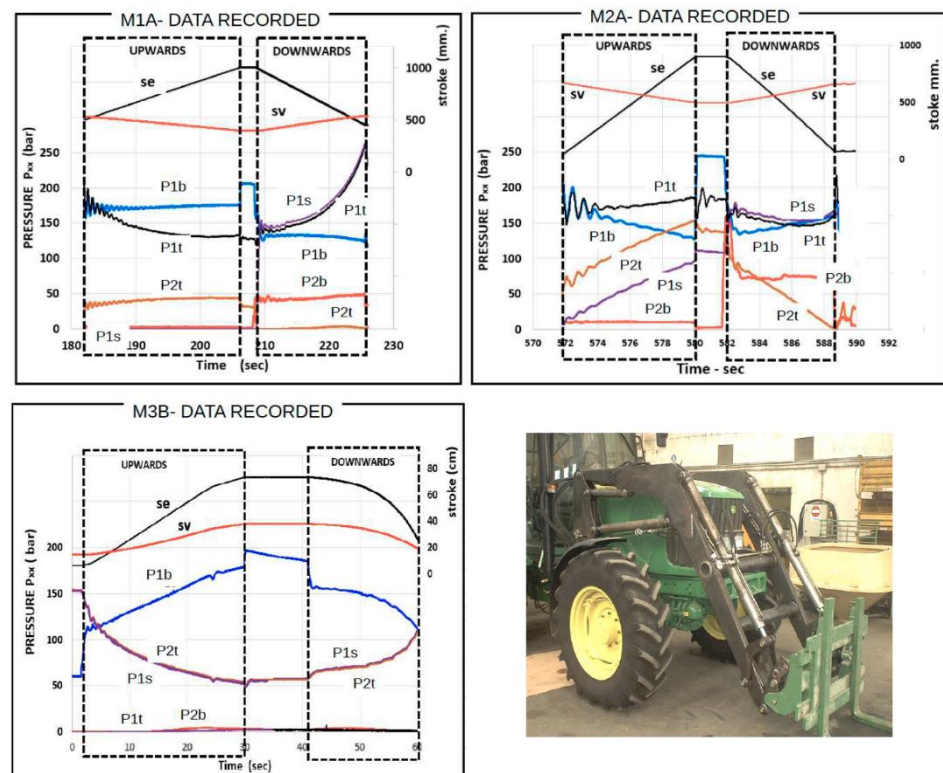 M1A- DATA RECORDED
UPWARDS
DOWNWARDS
se
sv
1000
500
0
stroke (mm.)
PRESSURE Pxx (bar)
250
200
150
100
50
0
P1b
P1t
P1s
P1t
P1b
P2t
P2b
P2t
P1s
182 190 200 210 220 230
Time (sec)
M2A- DATA RECORDED
UPWARDS
DOWNWARDS
se
sv
se
sv
1000
500
0
stroke mm.
PRESSURE Pxx (bar)
250
200
150
100
50
0
P1t
P1s
P1b
P1b
P1t
P2t
P1s
P2b
P2b
P2t
570 572 574 576 578 580 582 584 586 588 590 592
Time - sec
M3B- DATA RECORDED
UPWARDS
DOWNWARDS
se
sv
80
60
40
20
0
stroke (cm)
PRESSURE Pxx (bar)
200
150
100
50
0
P1b
P2t
P1s
P1s
P2t
P1t
P2b
0 10 20 30 40 50 60
Time (sec)